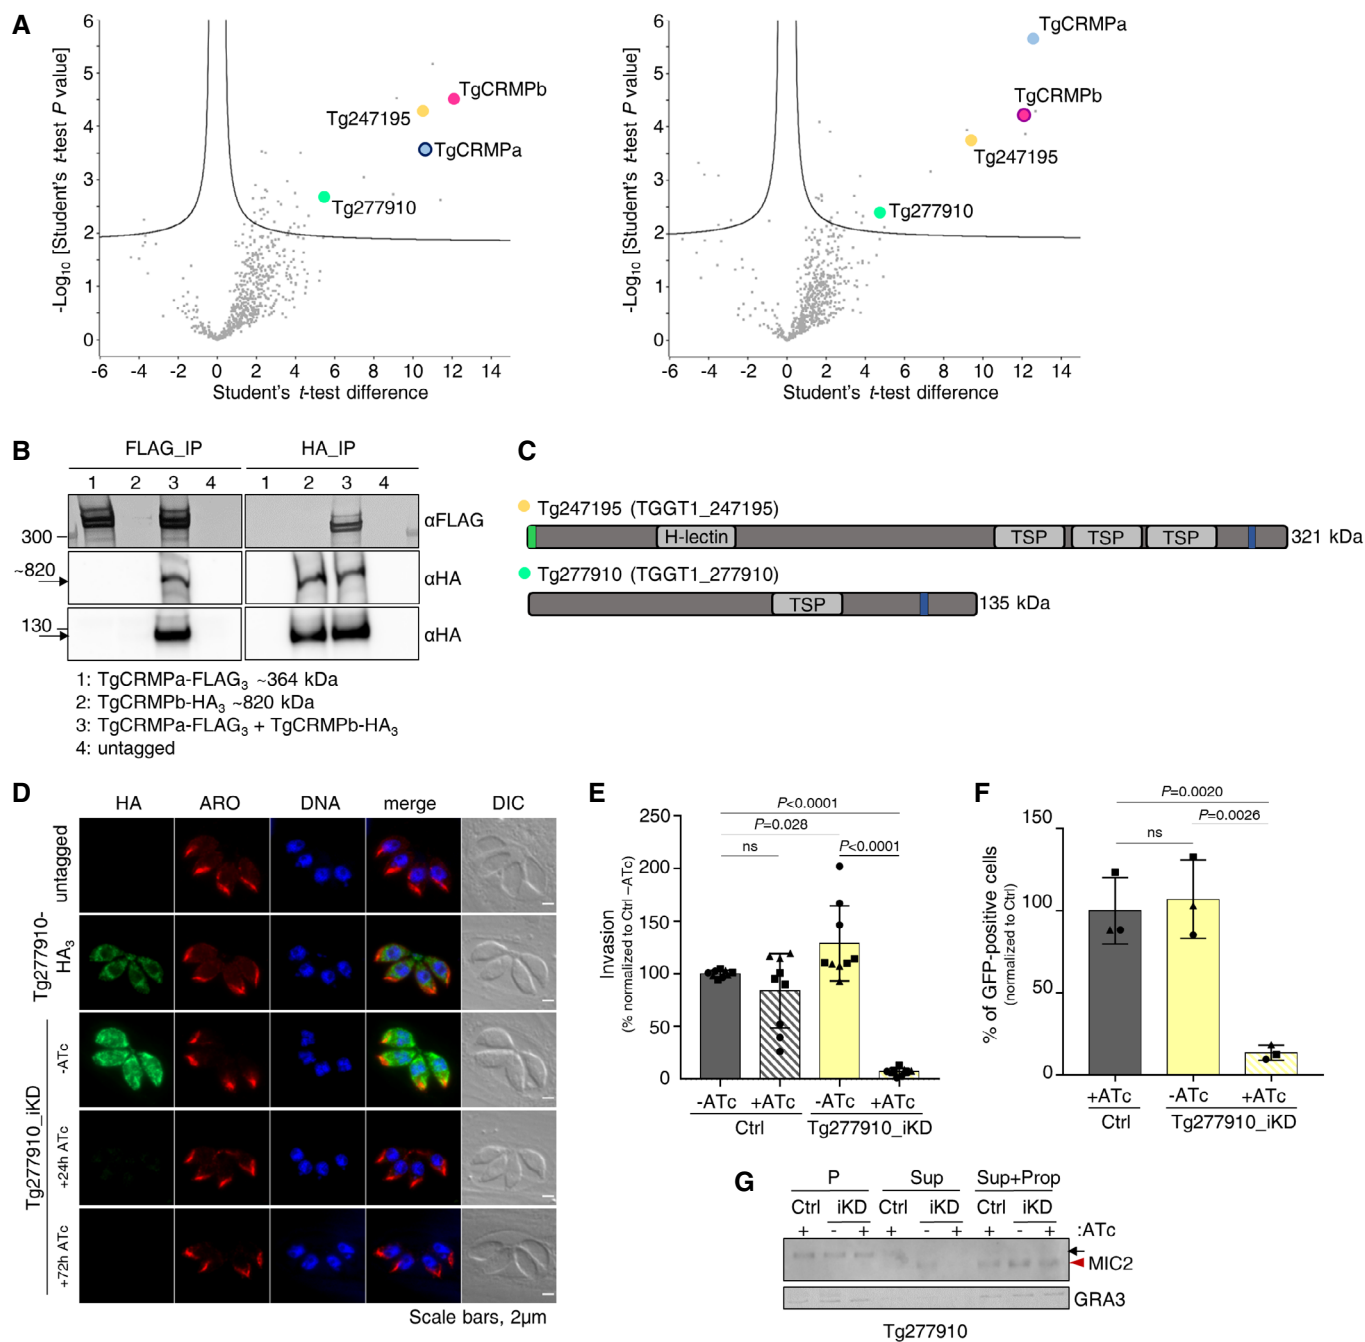 A
-Log10 [Student's t-test P value]
6
5
4
3
2
1
0
TgCRMPb
Tg247195
TgCRMPa
Tg277910
-6 -4 -2 0 2 4 6 8 10 12 14
Student's t-test difference
-Log10 [Student's t-test P value]
6
5
4
3
2
1
0
TgCRMPa
TgCRMPb
Tg247195
Tg277910
-6 -4 -2 0 2 4 6 8 10 12 14
Student's t-test difference
B
FLAG_IP HA_IP
1 2 3 4 1 2 3 4
300 αFLAG
~820 αHA
130 αHA
1: TgCRMPa-FLAG3 ~364 kDa
2: TgCRMPb-HA3 ~820 kDa
3: TgCRMPa-FLAG3 + TgCRMPb-HA3
4: untagged
C
Tg247195 (TGGT1_247195)
H-lectin TSP TSP TSP 321 kDa
Tg277910 (TGGT1_277910)
TSP 135 kDa
D
HA ARO DNA merge DIC
untagged
Tg277910-
HA3
Tg277910_iKD
-ATc
+24h ATc
+72h ATc
Scale bars, 2μm
E
Invasion
(% normalized to Ctrl –ATc)
250
200
150
100
50
0
P<0.0001
P=0.028
ns P<0.0001
-ATc +ATc -ATc +ATc
Ctrl Tg277910_iKD
F
% of GFP-positive cells
(normalized to Ctrl)
150
100
50
0
P=0.0020
P=0.0026
ns
+ATc -ATc +ATc
Ctrl Tg277910_iKD
G
P Sup Sup+Prop
Ctrl iKD Ctrl iKD Ctrl iKD
+ - + + - + + - + :ATc
MIC2
GRA3
Tg277910